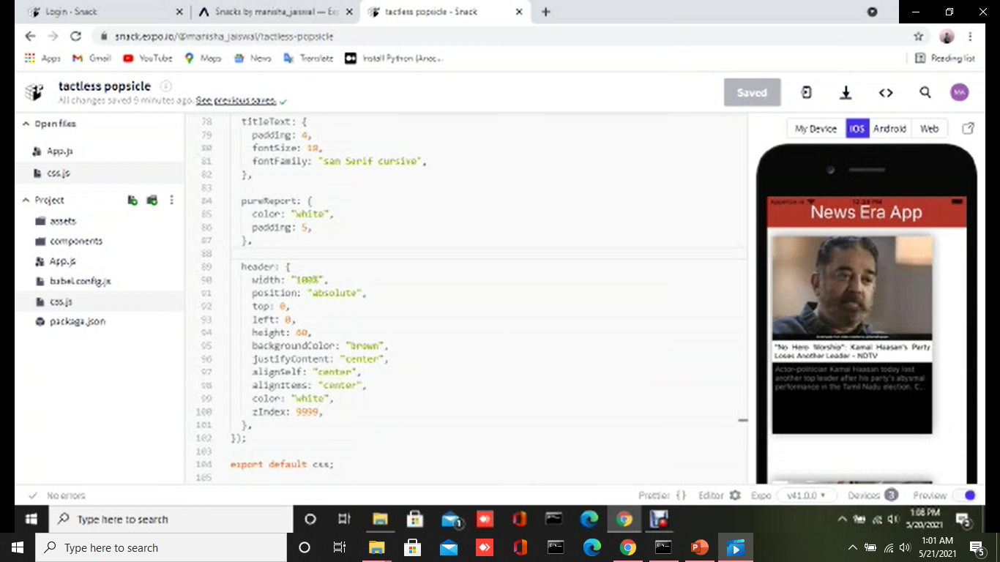 Login - Snack
Snacks by manisha_jaiswal — Ex
tactless popsicle - Snack
snack.expo.io/@manisha_jaiswal/tactless-popsicle
Apps Gmail YouTube Maps News Translate Install Python (Anac... Reading list
tactless popsicle
All changes saved 9 minutes ago. See previous saves.
Saved
MA
Open files
App.js
css.js
Project
assets
components
App.js
babel.config.js
css.js
package.json
78 titleText: {
79 padding: 4,
80 fontSize: 18,
81 fontFamily: "san Serif cursive",
82 },
83
84 pureReport: {
85 color: "white",
86 padding: 5,
87 },
88
89 header: {
90 width: "100%",
91 position: "absolute",
92 top: 0,
93 left: 0,
94 height: 60,
95 backgroundColor: "brown",
96 justifyContent: "center",
97 alignSelf: "center",
98 alignItems: "center",
99 color: "white",
100 zIndex: 9999,
101 },
102 });
103
104 export default css;
105
My Device IOS Android Web
Appetize.io 12:38 PM
News Era App
"No Hero Worship": Kamal Haasan's Party
Loses Another Leader - NDTV
Actor-politician Kamal Haasan today lost
another top leader after his party's abysmal
performance in the Tamil Nadu election. C...
No errors
Prettier {} Editor Expo v41.0.0 Devices 3 Preview
Type here to search
1
1:08 PM
5/20/2021
3
Type here to search
1:01 AM
5/21/2021
5